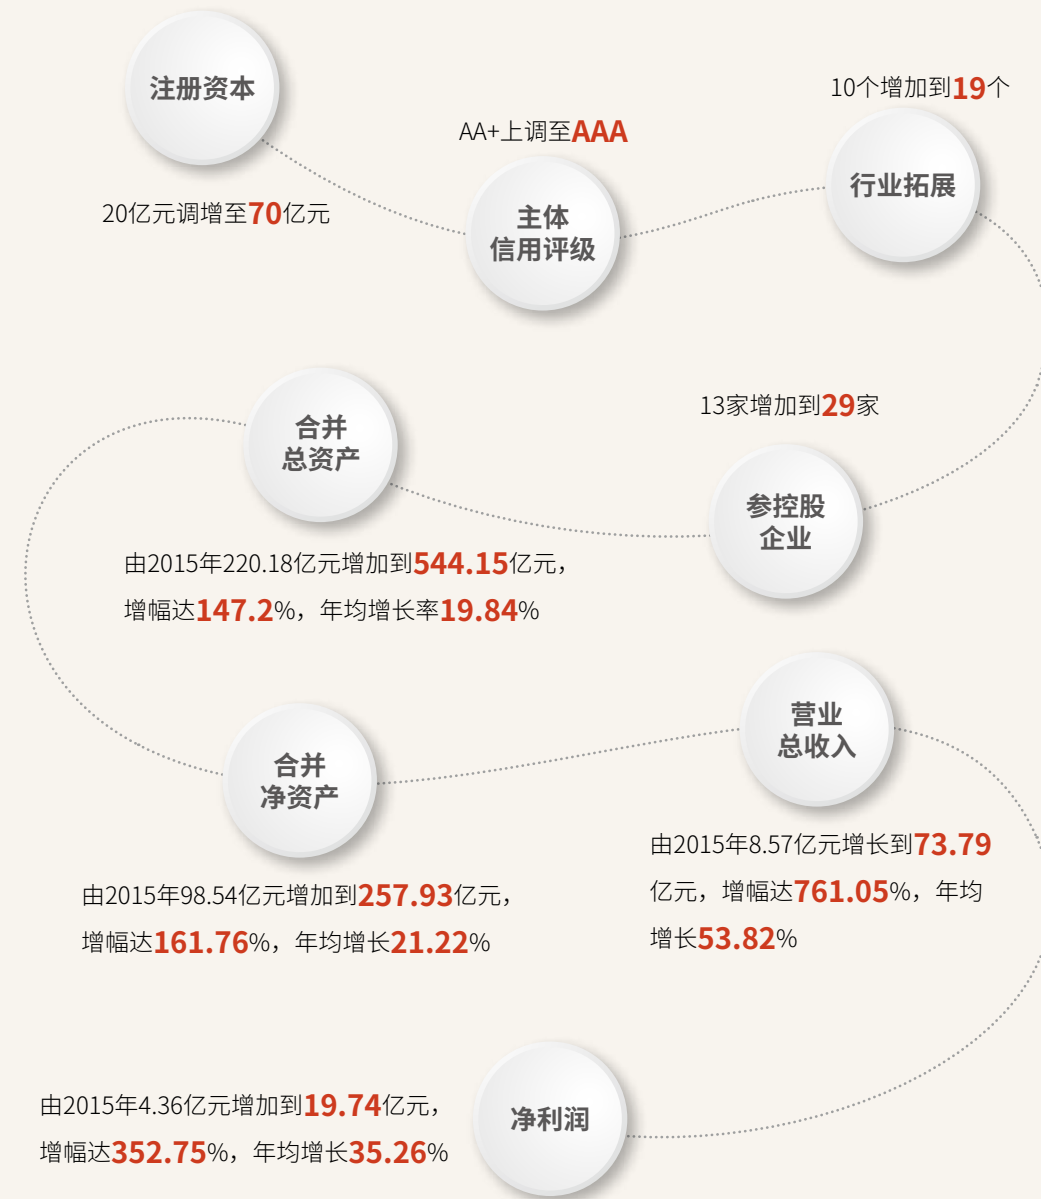 注册资本
20亿元调增至70亿元
AA+上调至AAA
主体
信用评级
10个增加到19个
行业拓展
13家增加到29家
参控股
企业
合并
总资产
由2015年220.18亿元增加到544.15亿元，
增幅达147.2%，年均增长率19.84%
合并
净资产
由2015年98.54亿元增加到257.93亿元，
增幅达161.76%，年均增长21.22%
营业
总收入
由2015年8.57亿元增长到73.79
亿元，增幅达761.05%，年均
增长53.82%
净利润
由2015年4.36亿元增加到19.74亿元，
增幅达352.75%，年均增长35.26%